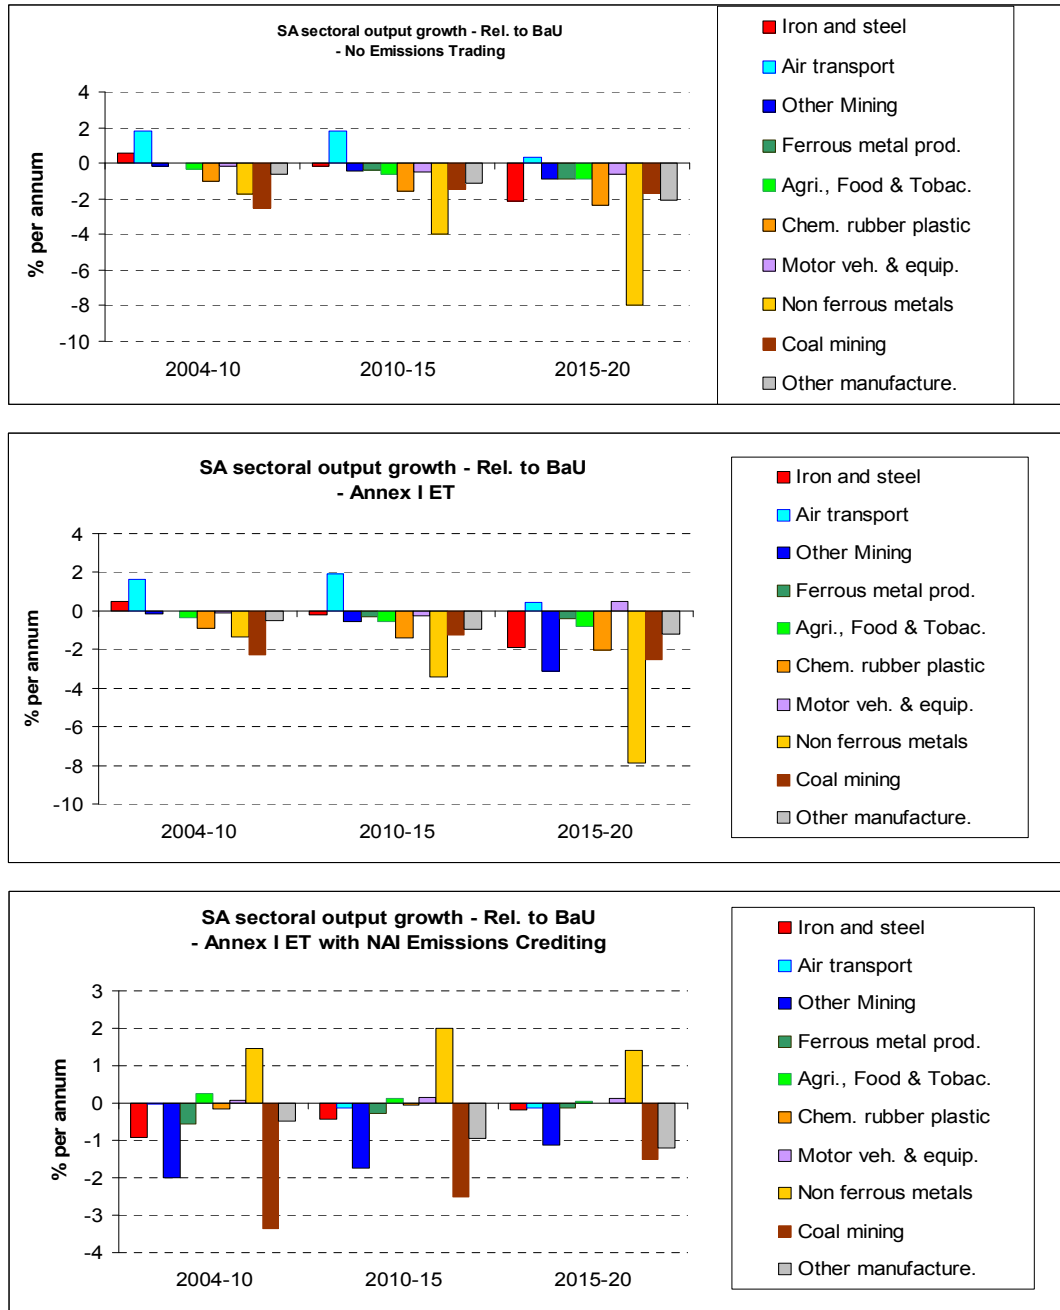 SA sectoral output growth - Rel. to BaU
- No Emissions Trading
% per annum
4
2
0
-2
-4
-6
-8
-10
2004-10
2010-15
2015-20
Iron and steel
Air transport
Other Mining
Ferrous metal prod.
Agri., Food & Tobac.
Chem. rubber plastic
Motor veh. & equip.
Non ferrous metals
Coal mining
Other manufacture.
SA sectoral output growth - Rel. to BaU
- Annex I ET
% per annum
4
2
0
-2
-4
-6
-8
-10
2004-10
2010-15
2015-20
Iron and steel
Air transport
Other Mining
Ferrous metal prod.
Agri., Food & Tobac.
Chem. rubber plastic
Motor veh. & equip.
Non ferrous metals
Coal mining
Other manufacture.
SA sectoral output growth - Rel. to BaU
- Annex I ET with NAI Emissions Crediting
% per annum
3
2
1
0
-1
-2
-3
-4
2004-10
2010-15
2015-20
Iron and steel
Air transport
Other Mining
Ferrous metal prod.
Agri., Food & Tobac.
Chem. rubber plastic
Motor veh. & equip.
Non ferrous metals
Coal mining
Other manufacture.